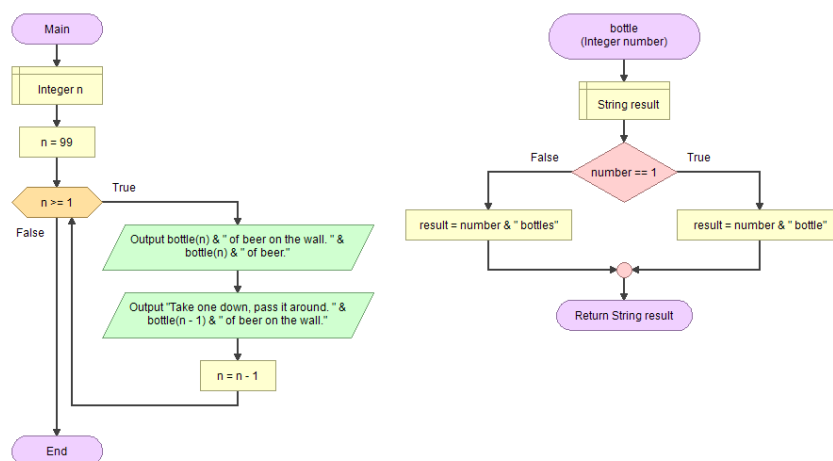 Main
Integer n
n = 99
n >= 1
True
False
Output bottle(n) & " of beer on the wall. " &
bottle(n) & " of beer."
Output "Take one down, pass it around. " &
bottle(n - 1) & " of beer on the wall."
n = n - 1
End
bottle
(Integer number)
String result
False
True
number == 1
result = number & " bottles"
result = number & " bottle"
Return String result